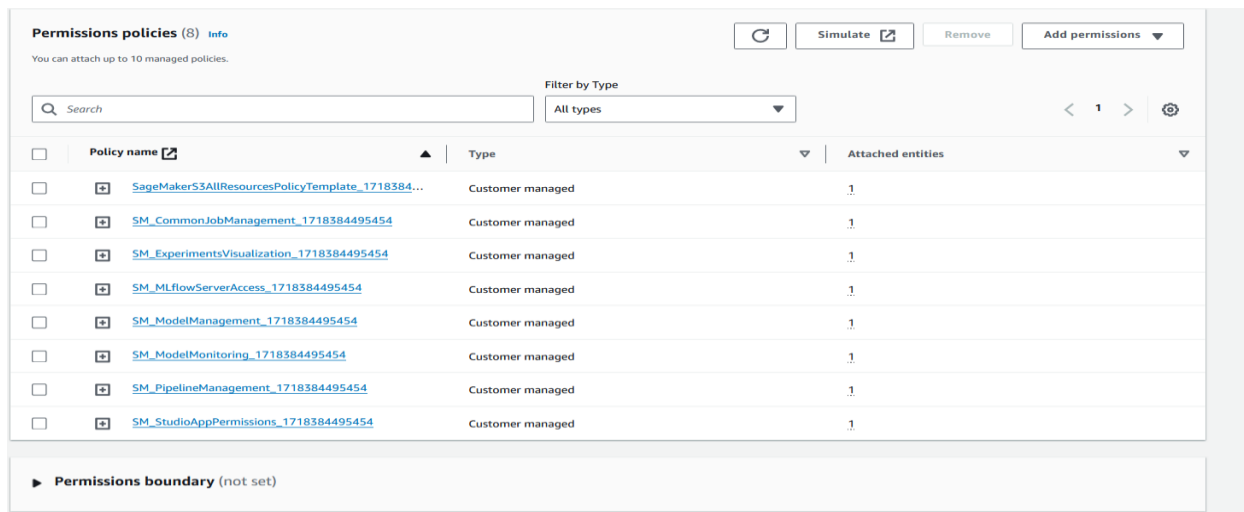 Permissions policies (8) Info
Simulate
Remove
Add permissions
You can attach up to 10 managed policies.
Filter by Type
Search
All types
1
Policy name
Type
Attached entities
SageMakerS3AllResourcesPolicyTemplate_1718384...
Customer managed
1
SM_CommonJobManagement_1718384495454
Customer managed
1
SM_ExperimentsVisualization_1718384495454
Customer managed
1
SM_MLflowServerAccess_1718384495454
Customer managed
1
SM_ModelManagement_1718384495454
Customer managed
1
SM_ModelMonitoring_1718384495454
Customer managed
1
SM_PipelineManagement_1718384495454
Customer managed
1
SM_StudioAppPermissions_1718384495454
Customer managed
1
Permissions boundary (not set)